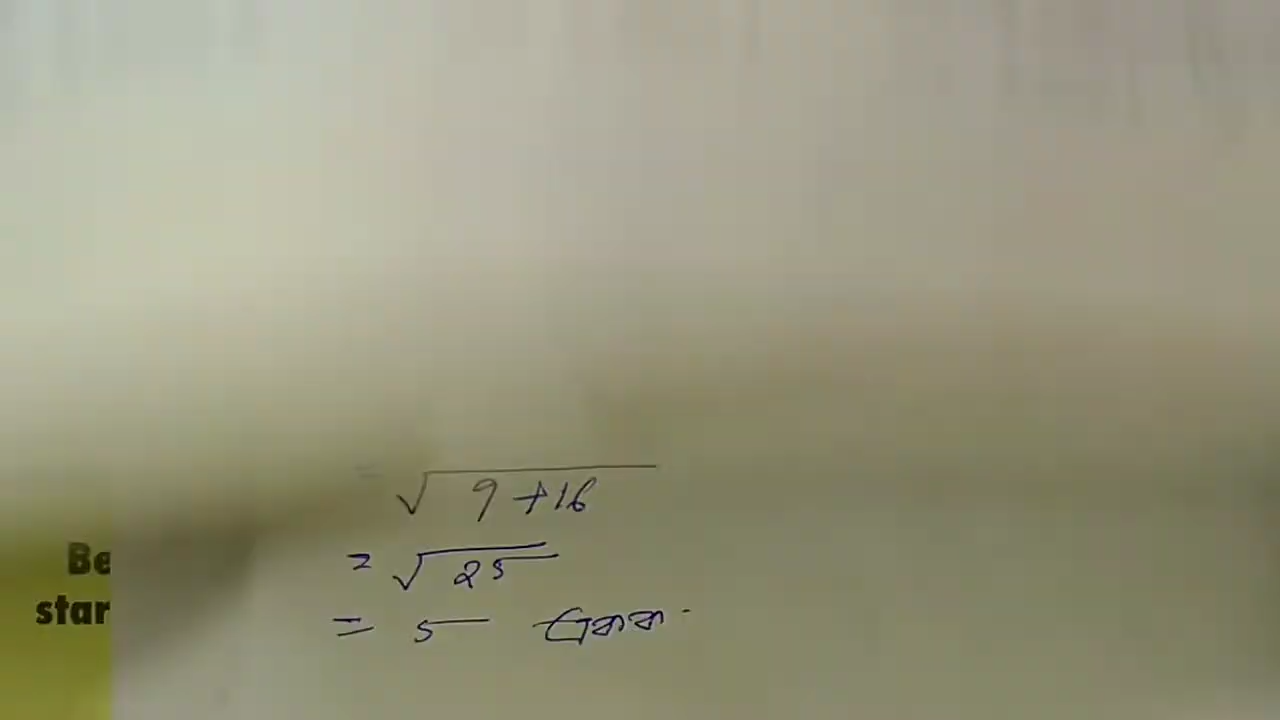 = √9+16
= √25
= 5 একক
Be
star